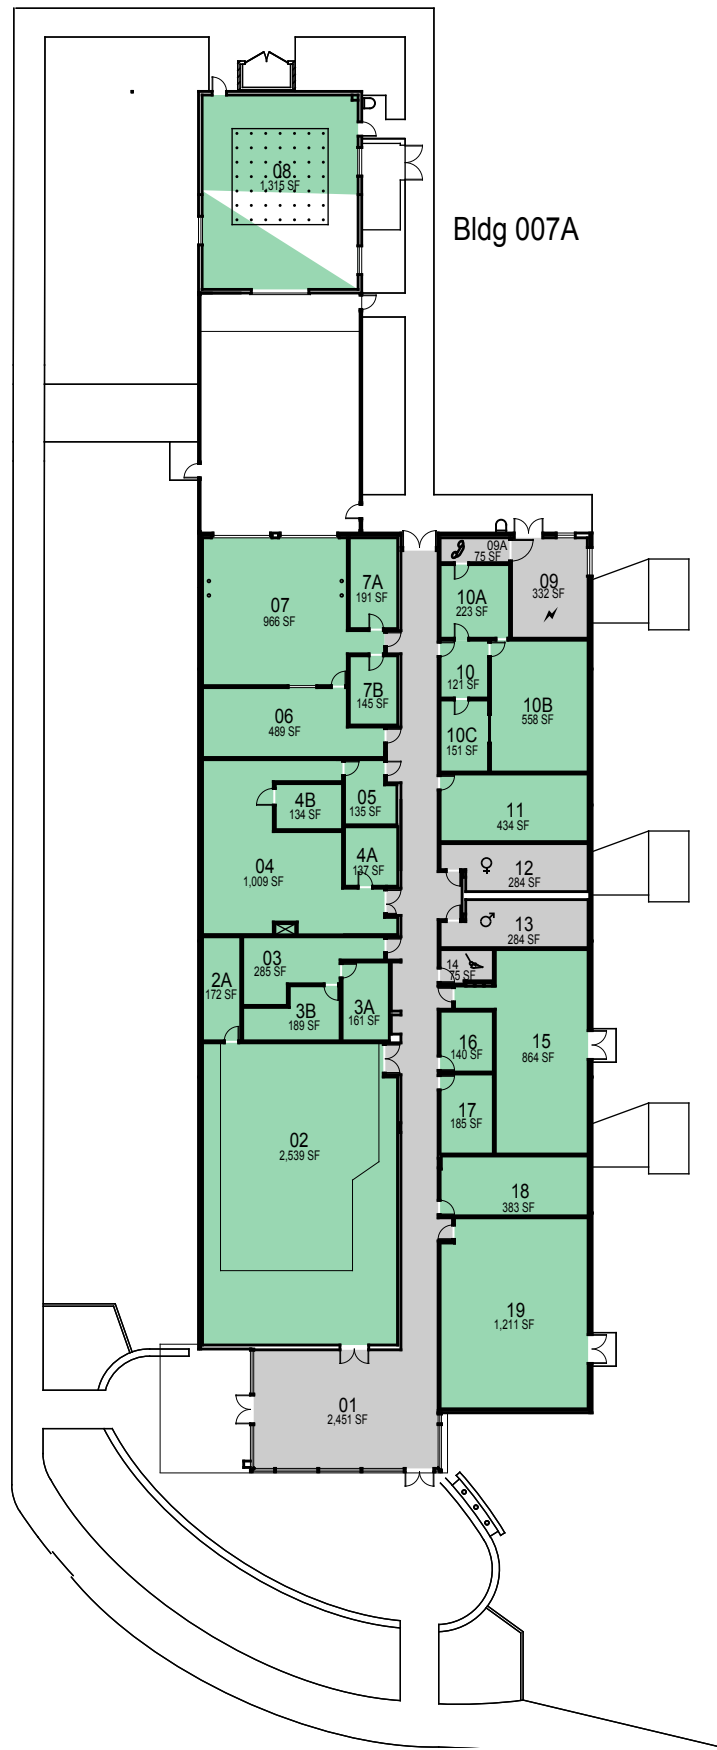 08
1,315 SF
Bldg 007A
09A
75 SF
7A
191 SF
09
332 SF
10A
223 SF
07
966 SF
10
121 SF
7B
145 SF
10B
558 SF
06
489 SF
10C
151 SF
05
135 SF
4B
134 SF
11
434 SF
4A
137 SF
04
1,009 SF
12
284 SF
13
284 SF
03
285 SF
14
75 SF
2A
172 SF
3A
161 SF
3B
189 SF
16
140 SF
15
864 SF
17
185 SF
02
2,539 SF
18
383 SF
19
1,211 SF
01
2,451 SF